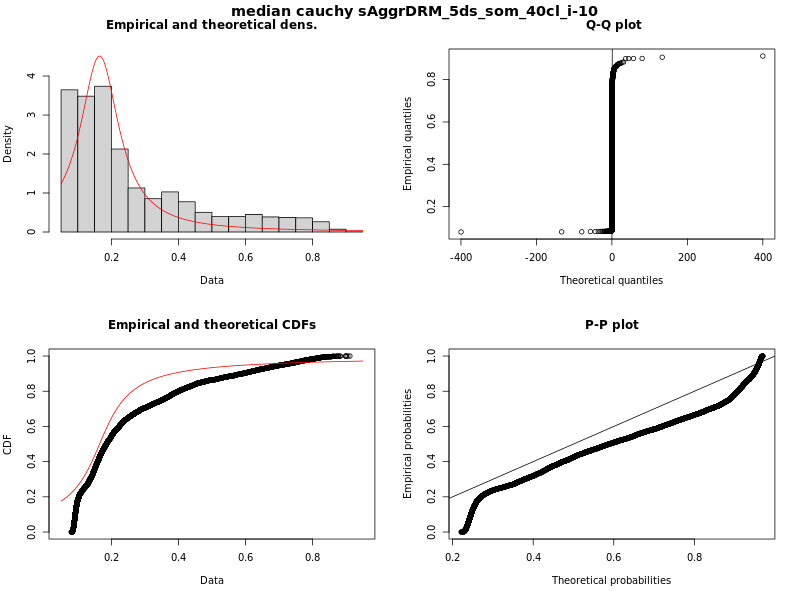 median cauchy sAggrDRM_5ds_som_40cl_i-10
Empirical and theoretical dens.
Density
0 1 2 3 4
0.2 0.4 0.6 0.8
Data
Q-Q plot
Empirical quantiles
0.2 0.4 0.6 0.8
-400 -200 0 200 400
Theoretical quantiles
Empirical and theoretical CDFs
CDF
0.0 0.2 0.4 0.6 0.8 1.0
0.2 0.4 0.6 0.8
Data
P-P plot
Empirical probabilities
0.0 0.2 0.4 0.6 0.8 1.0
0.2 0.4 0.6 0.8
Theoretical probabilities